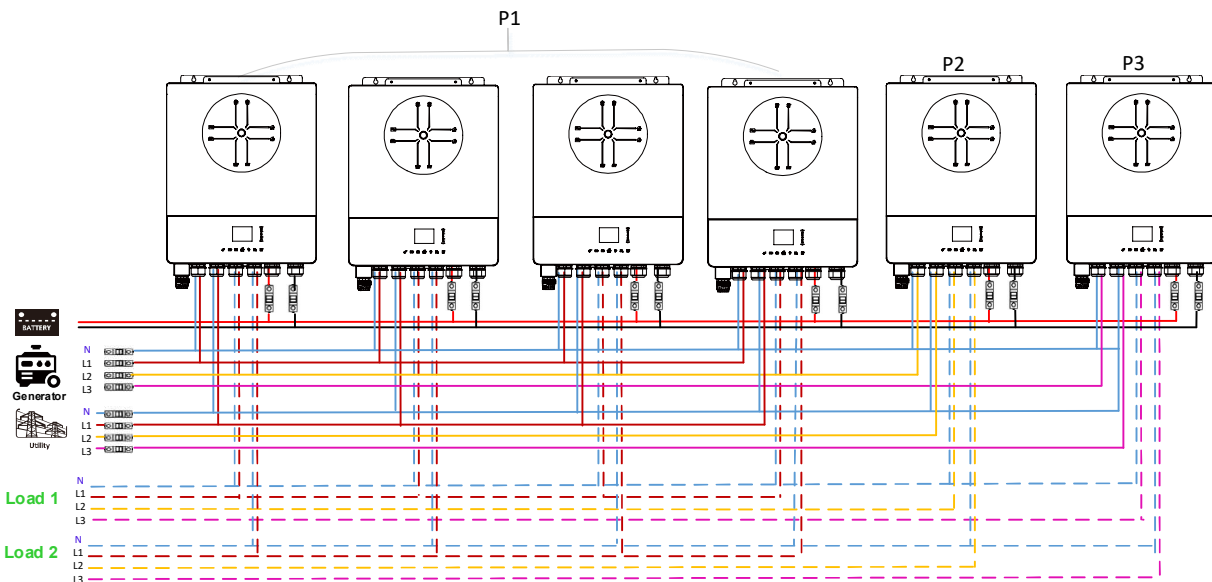 P1
P2
P3
BATTERY
N
L1
L2
L3
Generator
N
L1
L2
L3
Utility
N
L1
L2
L3
Load 1
N
L1
L2
L3
Load 2